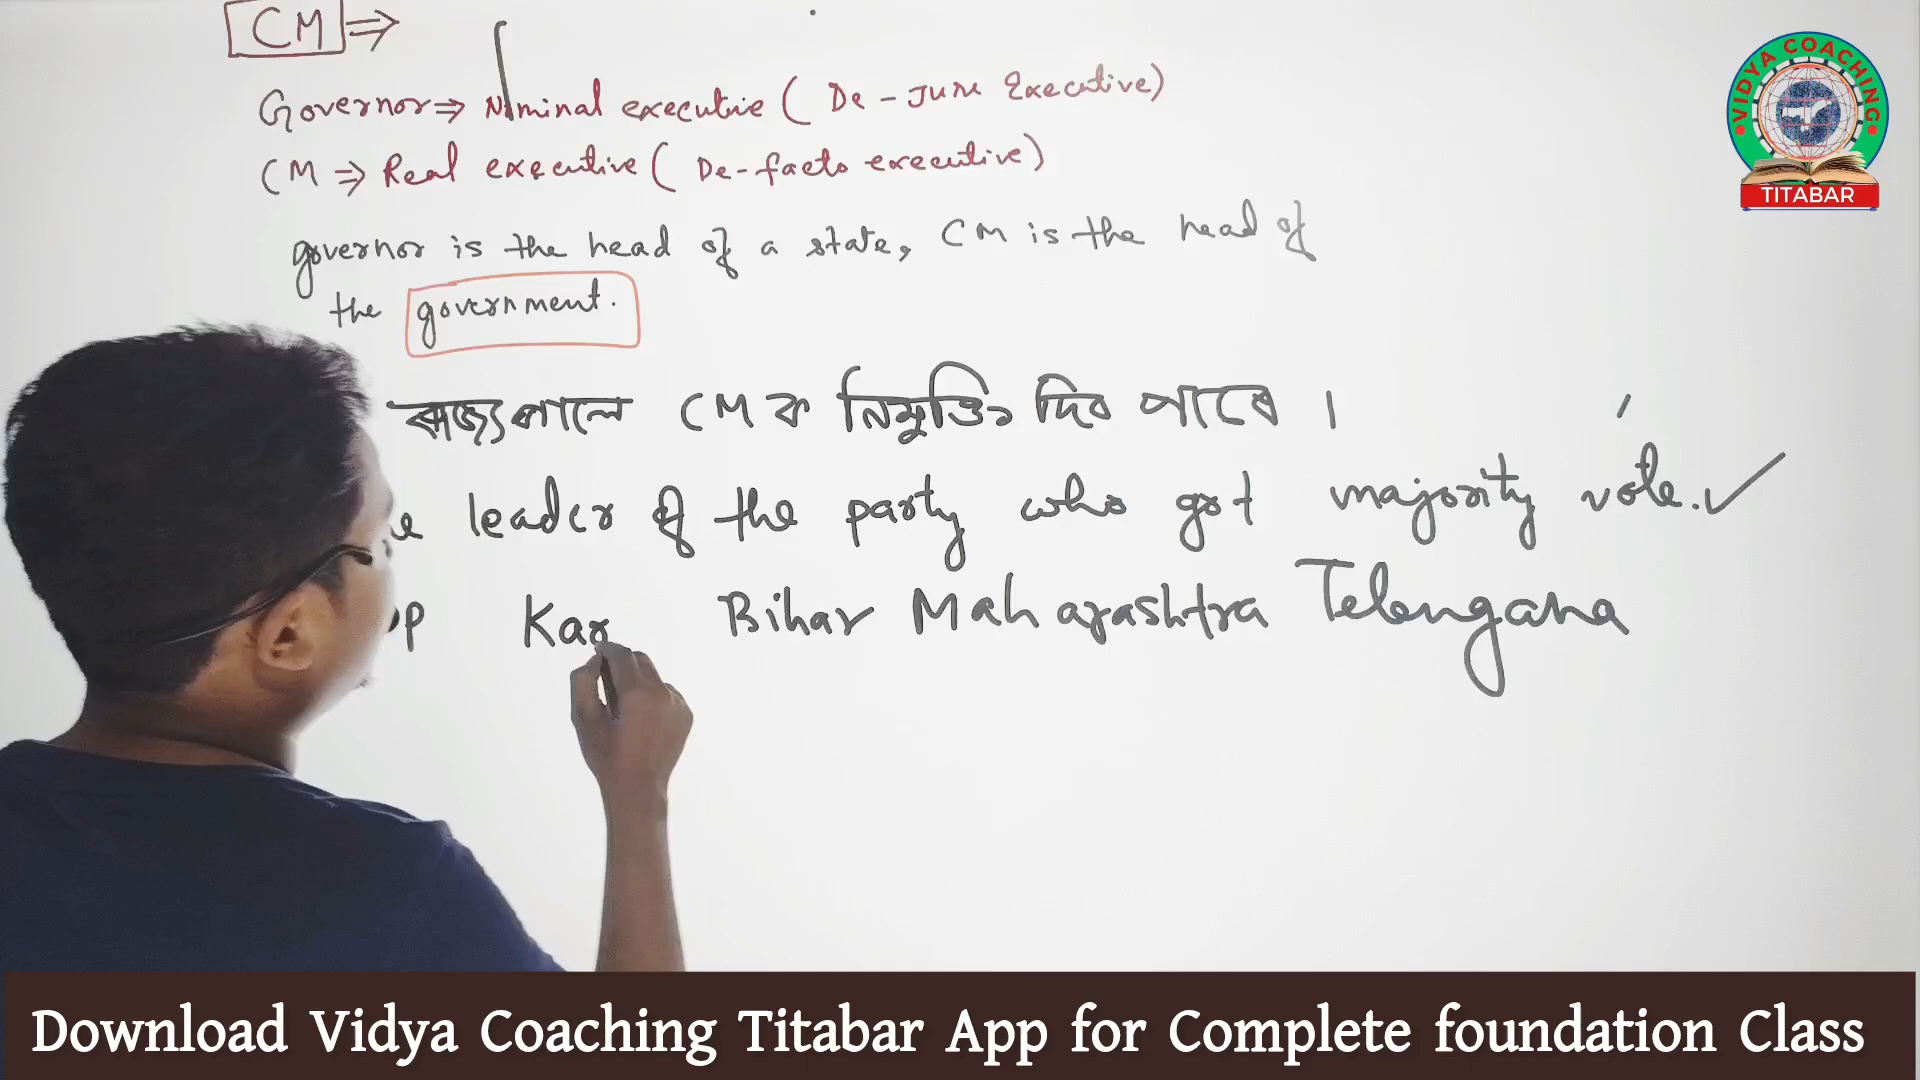 CM ⇒
Governor ⇒ Nominal executive ( De - Jure Executive)
CM ⇒ Real executive ( De-facto executive)
governor is the head of a state, CM is the head of
the government.
ৰাজ্যপালে CM ক নিযুক্তি দিব পাৰে ।
leader of the party who got majority vote. ✓
Kar Bihar Maharashtra Telengana
VIDYA COACHING
TITABAR
Download Vidya Coaching Titabar App for Complete foundation Class